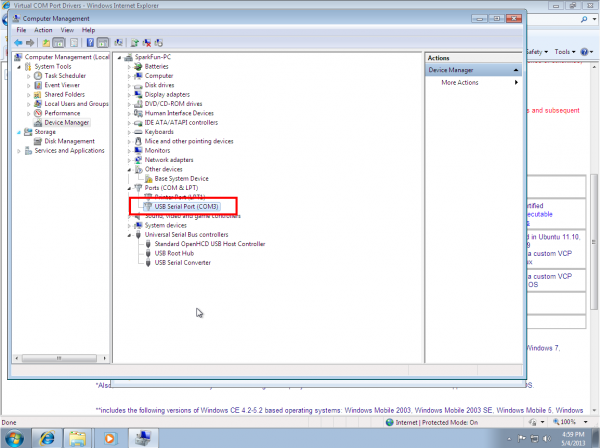 Virtual COM Port Drivers - Windows Internet Explorer
Computer Management
File Action View Help
Computer Management (Local
System Tools
Task Scheduler
Event Viewer
Shared Folders
Local Users and Groups
Performance
Device Manager
Storage
Disk Management
Services and Applications
SparkFun-PC
Batteries
Computer
Disk drives
Display adapters
DVD/CD-ROM drives
Human Interface Devices
IDE ATA/ATAPI controllers
Keyboards
Mice and other pointing devices
Monitors
Network adapters
Other devices
Base System Device
Ports (COM & LPT)
Printer Port (LPT1)
USB Serial Port (COM3)
Sound, video and game controllers
System devices
Universal Serial Bus controllers
Standard OpenHCD USB Host Controller
USB Root Hub
USB Serial Converter
Actions
Device Manager
More Actions
Safety Tools
s and subsequent
rtified
executable
d in Ubuntu 11.10,
a custom VCP
a custom VCP
OS
Windows 7,
*Also
OS.
**includes the following versions of Windows CE 4.2-5.2 based operating systems: Windows Mobile 2003, Windows Mobile 2003 SE, Windows Mobile 5, Windows
Done
Internet | Protected Mode: On
100%
4:59 PM
5/4/2013